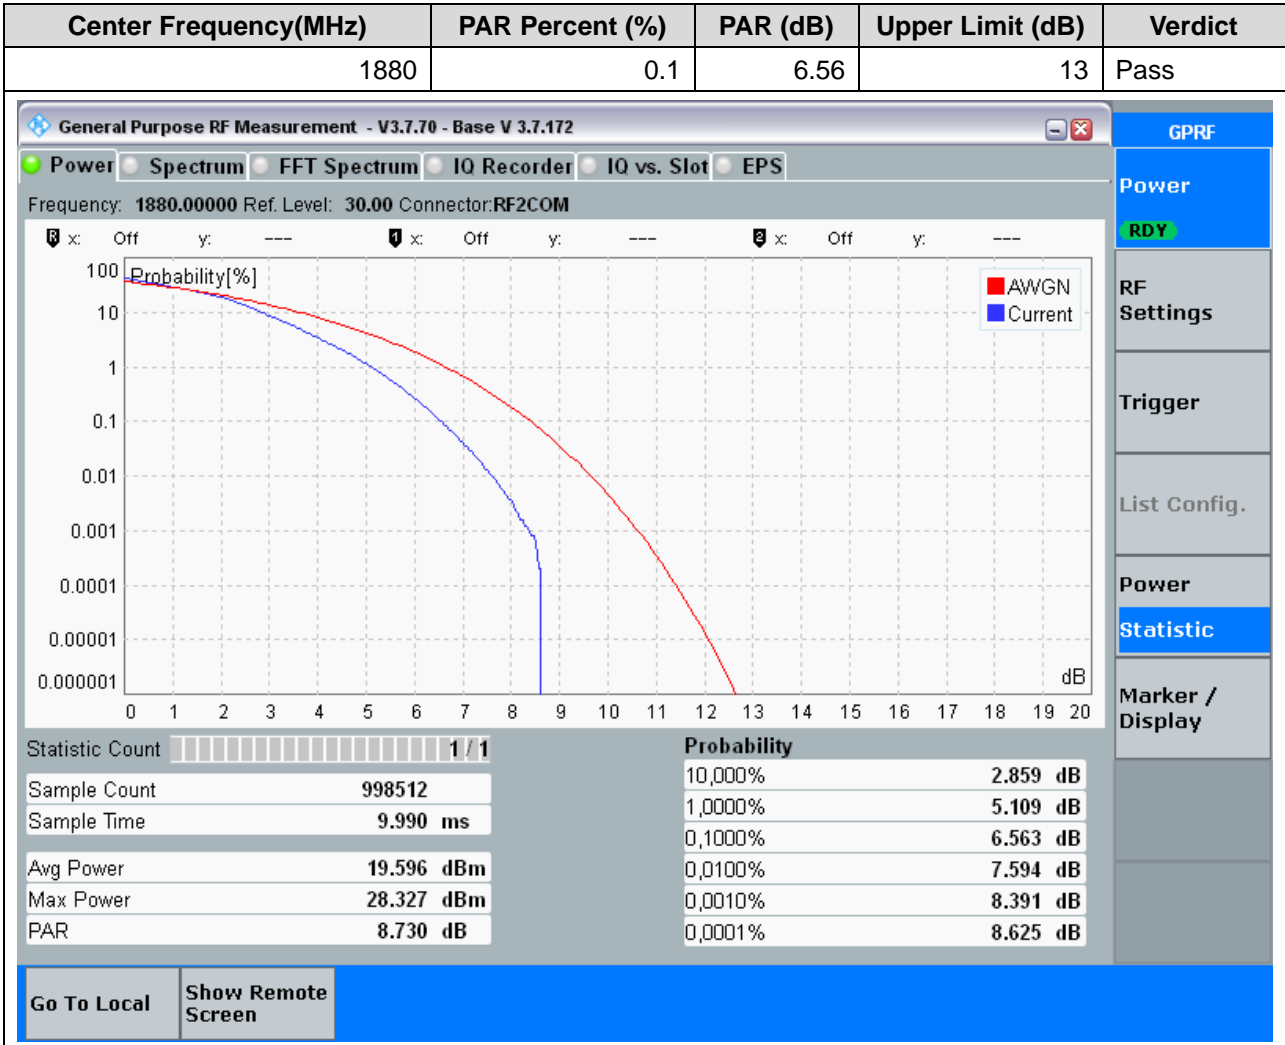 Center Frequency(MHz) PAR Percent (%) PAR (dB) Upper Limit (dB) Verdict
1880 0.1 6.56 13 Pass
General Purpose RF Measurement - V3.7.70 - Base V 3.7.172
GPRF
Power Spectrum FFT Spectrum IQ Recorder IQ vs. Slot EPS
Power
RDY
Frequency: 1880.00000 Ref. Level: 30.00 Connector:RF2COM
R x: Off y: --- 1 x: Off y: --- 2 x: Off y: ---
Probability[%]
AWGN
Current
100
10
1
0.1
0.01
0.001
0.0001
0.00001
0.000001
dB
0 1 2 3 4 5 6 7 8 9 10 11 12 13 14 15 16 17 18 19 20
RF
Settings
Trigger
List Config.
Power
Statistic
Marker /
Display
Statistic Count 1 / 1
Sample Count 998512
Sample Time 9.990 ms
Avg Power 19.596 dBm
Max Power 28.327 dBm
PAR 8.730 dB
Probability
10,000% 2.859 dB
1,0000% 5.109 dB
0,1000% 6.563 dB
0,0100% 7.594 dB
0,0010% 8.391 dB
0,0001% 8.625 dB
Go To Local
Show Remote
Screen